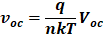 v_oc = q/nkT V_oc